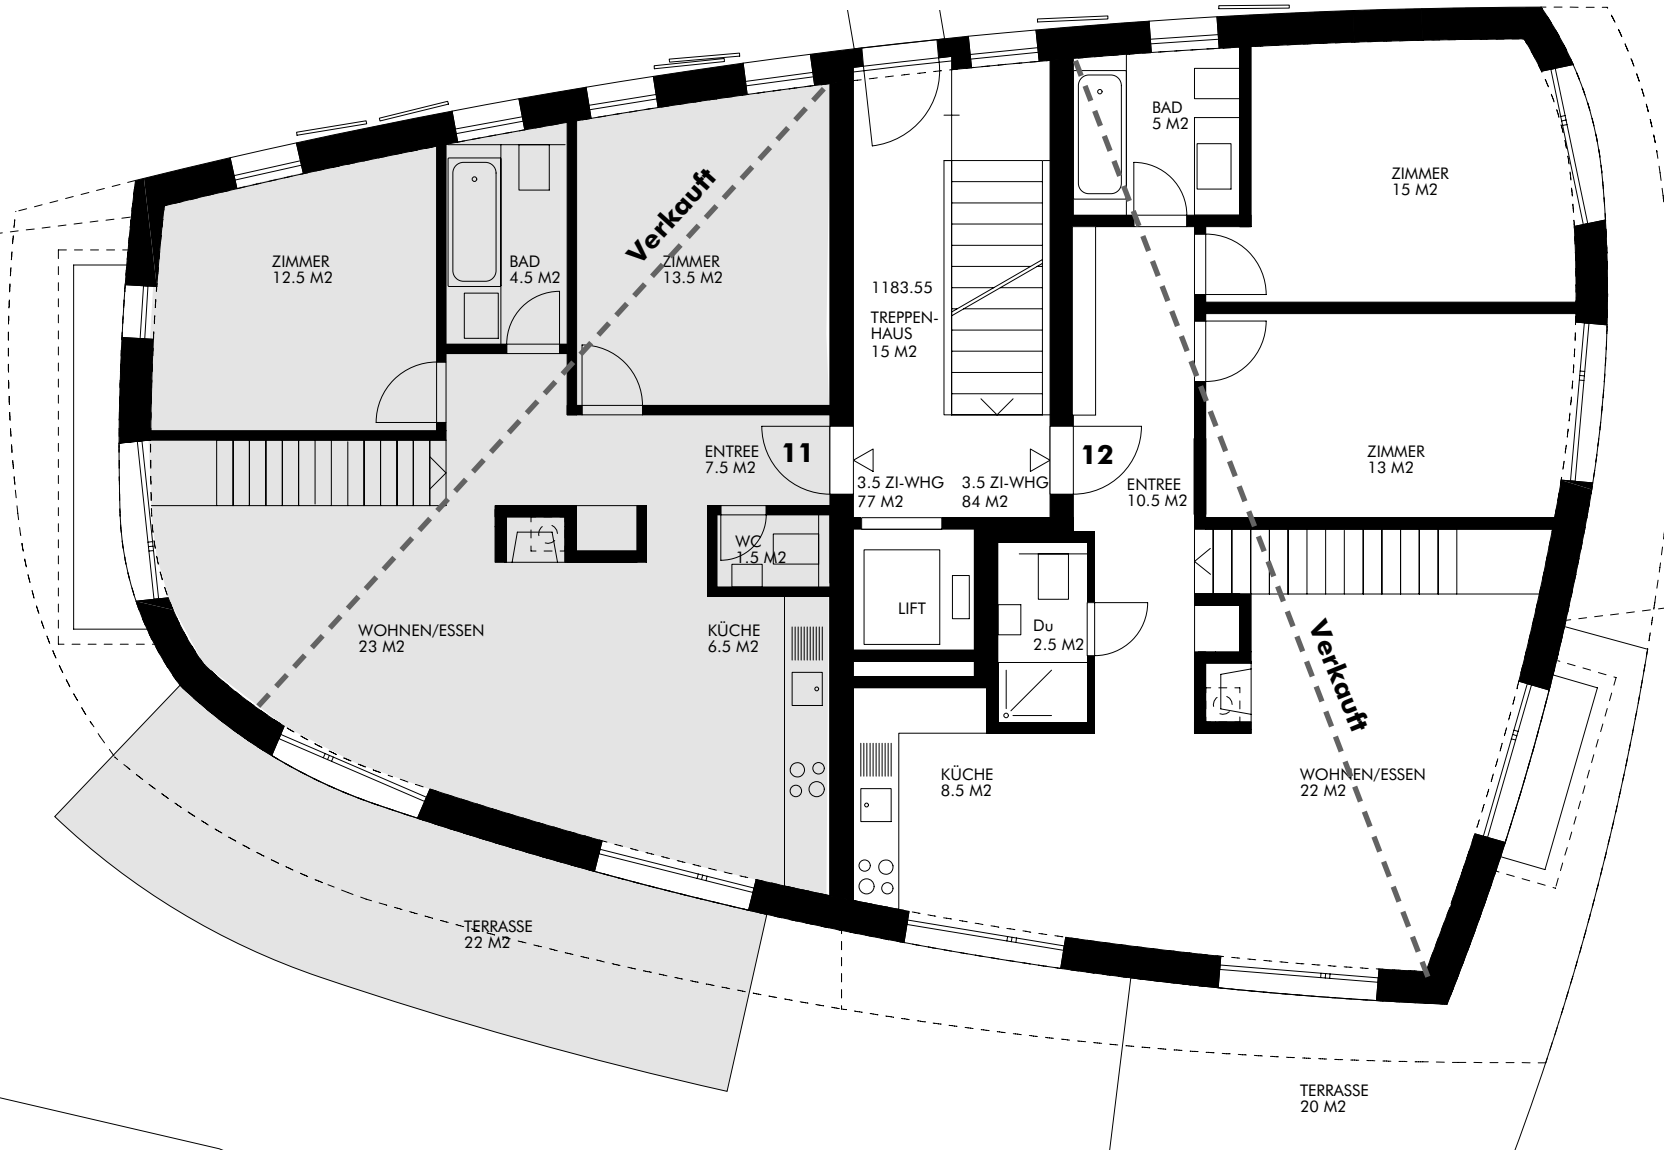 BAD
5 M2
ZIMMER
15 M2
Verkauft
ZIMMER
12.5 M2
BAD
4.5 M2
ZIMMER
13.5 M2
1183.55
TREPPEN-
HAUS
15 M2
ENTREE
7.5 M2
11
12
3.5 ZI-WHG
77 M2
3.5 ZI-WHG
84 M2
ENTREE
10.5 M2
ZIMMER
13 M2
WC
1.5 M2
LIFT
WOHNEN/ESSEN
23 M2
KÜCHE
6.5 M2
Du
2.5 M2
Verkauft
KÜCHE
8.5 M2
WOHNEN/ESSEN
22 M2
TERRASSE
22 M2
TERRASSE
20 M2